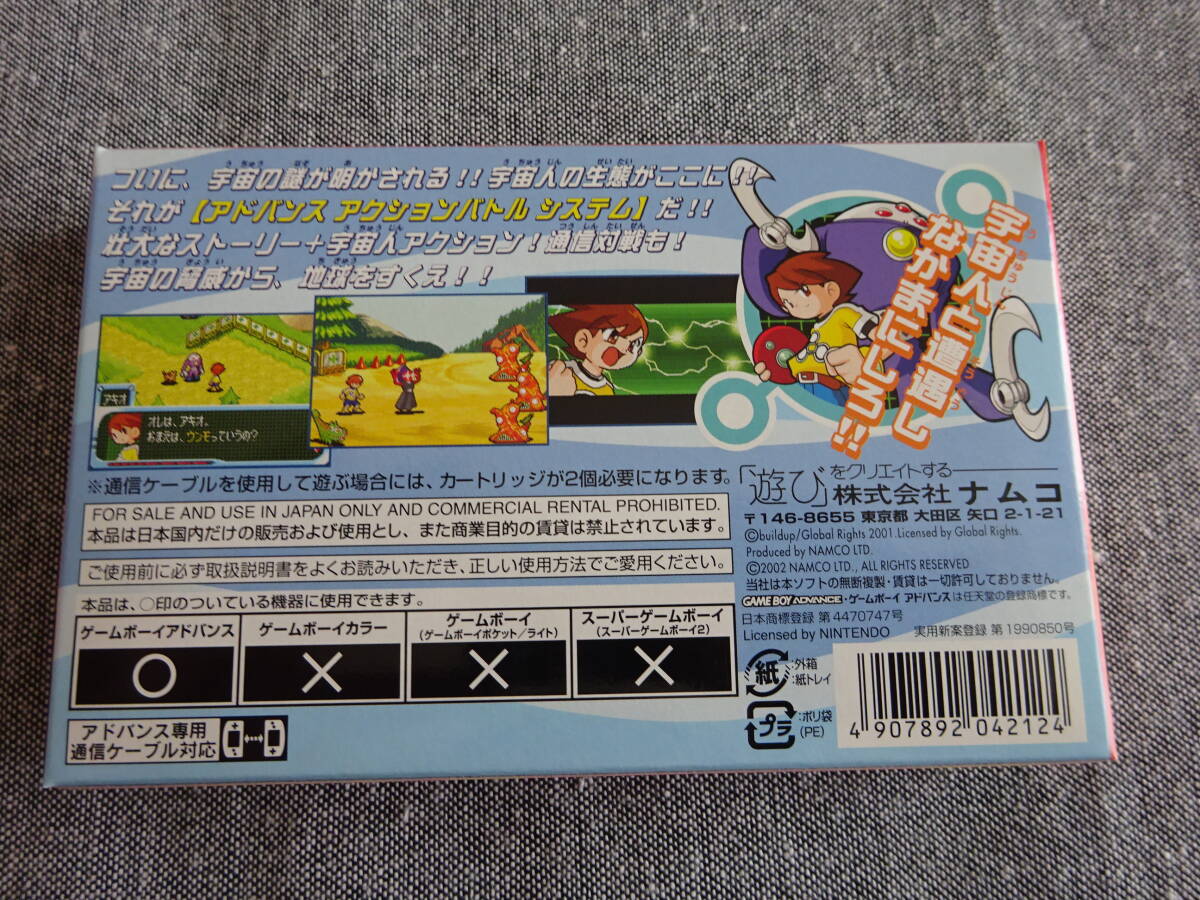 ついに、宇宙の謎が明かされる!! 宇宙人の生態がここに!!
それが【アドバンス アクションバトル システム】だ!!
壮大なストーリー+宇宙人アクション!通信対戦も!
宇宙の脅威から、地球をすくえ!!
宇宙人と遭遇し
なかまにしろ!!
アキオ
オレは、アキオ。
おまえは、ウンモっていうの?
※通信ケーブルを使用して遊ぶ場合には、カートリッジが2個必要になります。
FOR SALE AND USE IN JAPAN ONLY AND COMMERCIAL RENTAL PROHIBITED.
本品は日本国内だけの販売および使用とし、また商業目的の賃貸は禁止されています。
ご使用前に必ず取扱説明書をよくお読みいただき、正しい使用方法でご愛用ください。
本品は、○印のついている機器に使用できます。
ゲームボーイアドバンス
○
ゲームボーイカラー
×
ゲームボーイ
(ゲームボーイポケット/ライト)
×
スーパーゲームボーイ
(スーパーゲームボーイ2)
×
アドバンス専用
通信ケーブル対応
「遊び」をクリエイトする
株式会社 ナムコ
〒146-8655 東京都 大田区 矢口 2-1-21
©buildup/Global Rights 2001.Licensed by Global Rights.
Produced by NAMCO LTD.
©2002 NAMCO LTD., ALL RIGHTS RESERVED
当社は本ソフトの無断複製・賃貸は一切許可しておりません。
GAME BOY ADVANCE・ゲームボーイ アドバンスは任天堂の登録商標です。
日本商標登録 第4470747号
Licensed by NINTENDO 実用新案登録 第1990850号
紙 :外箱
:紙トレイ
プラ :ポリ袋
(PE)
4 907892 042124